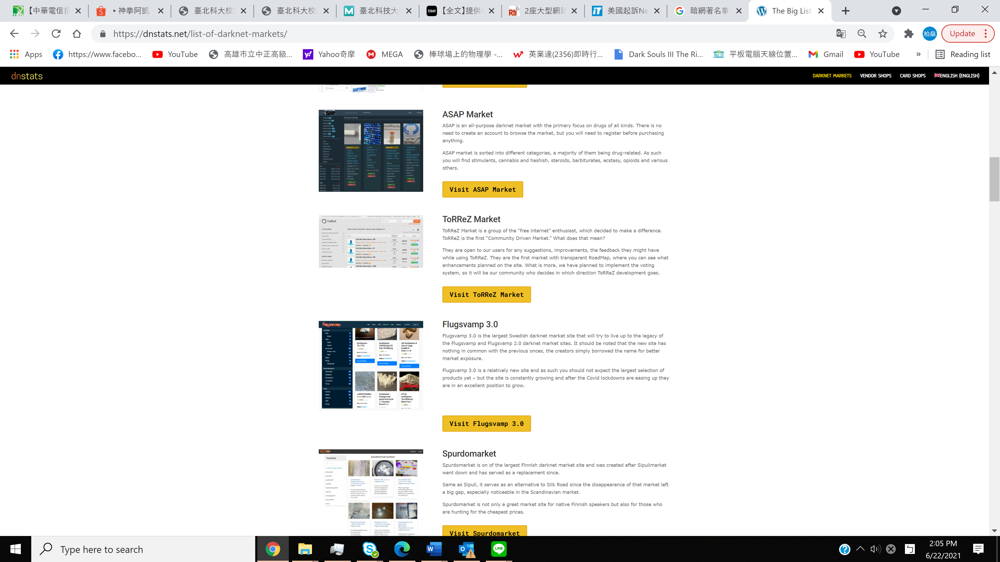 【中華電信招
‣ 神拳阿凱
臺北科大校
臺北科大校
臺北科技大
【全文】提供
2座大型網路
美國起訴Ne
暗網著名事
The Big List
https://dnstats.net/list-of-darknet-markets/
柏燊
Update
Apps
https://www.facebo...
YouTube
高雄市立中正高級...
Yahoo奇摩
MEGA
棒球場上的物理學 -...
英業達(2356)即時行...
Dark Souls III The Ri...
平板電腦天線位置...
Gmail
YouTube
»
Reading list
dnstats
DARKNET MARKETS
VENDOR SHOPS
CARD SHOPS
ENGLISH (ENGLISH)
SOFTWARE
ASAP Market
ASAP is an all-purpose darknet market with the primary focus on drugs of all kinds. There is no
need to create an account to browse the market, but you will need to register before purchasing
anything.
ASAP market is sorted into different categories, a majority of them being drug-related. As such
you will find stimulants, cannabis and hashish, steroids, barbiturates, ecstasy, opioids and various
others.
Visit ASAP Market
ToRReZ
ToRReZ Market
ToRReZ Market is a group of the “free internet” enthusiast, which decided to make a difference.
ToRReZ is the first “Community Driven Market.” What does that mean?
They are open to our users for any suggestions, improvements, the feedback they might have
while using ToRReZ. They are the first market with transparent RoadMap, where you can see what
enhancements planned on the site. What is more, we have planned to implement the voting
system, so it will be our community who decides in which direction ToRReZ development goes.
Visit ToRReZ Market
flugsvamp
Flugsvamp 3.0
Flugsvamp 3.0 is the largest Swedish darknet market site that will try to live up to the legacy of
the Flugsvamp and Flugsvamp 2.0 darknet market sites. It should be noted that the new site has
nothing in common with the previous onces, the creators simply borrowed the name for better
market exposure.
Flugsvamp 3.0 is a relatively new site and as such you should not expect the largest selection of
products yet – but the site is constantly growing and after the Covid lockdowns are easing up they
are in an excellent position to grow.
Visit Flugsvamp 3.0
Suosituimmat tuotteet
Spurdomarket
Spurdomarket is on of the largest Finnish darknet market site and was created after Sipulimarket
went down and has served as a replacement since.
Same as Sipuli, it serves as an alternative to Silk Road since the disappearance of that market left
a big gap, especially noticeable in the Scandinavian market.
Spurdomarket is not only a great market site for native Finnish speakers but also for those who
are hunting for the cheapest prices.
Visit Spurdomarket
Type here to search
2:05 PM
6/22/2021